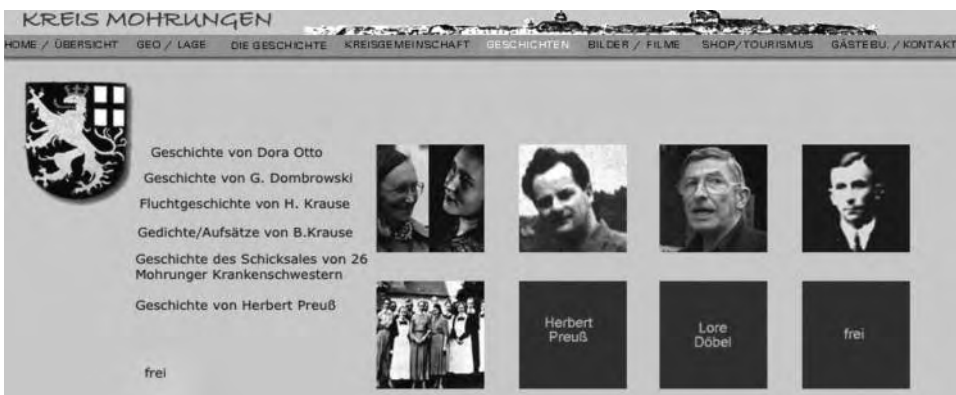 KREIS MOHRUNGEN
HOME / ÜBERSICHT GEO / LAGE DIE GESCHICHTE KREISGEMEINSCHAFT GESCHICHTEN BILDER / FILME SHOP/TOURISMUS GÄSTEBU. / KONTAKT
Geschichte von Dora Otto
Geschichte von G. Dombrowski
Fluchtgeschichte von H. Krause
Gedichte/Aufsätze von B.Krause
Geschichte des Schicksales von 26
Mohrunger Krankenschwestern
Geschichte von Herbert Preuß
frei
Herbert
Preuß
Lore
Döbel
frei